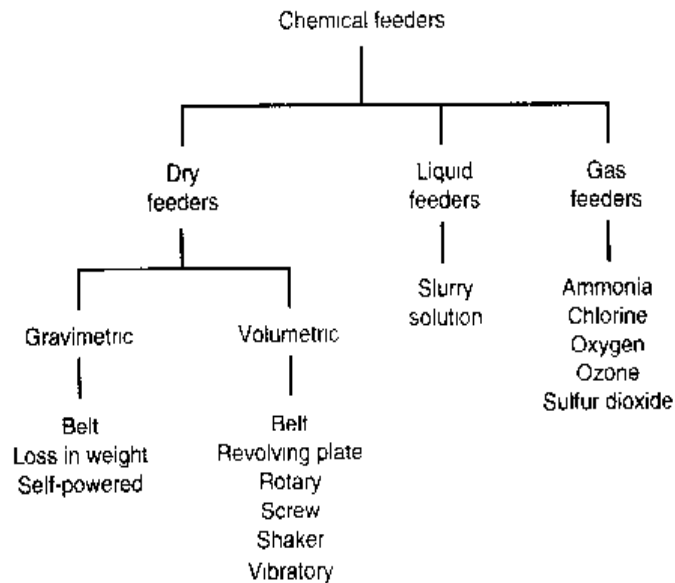 Chemical feeders
Dry
feeders
Liquid
feeders
Gas
feeders
Gravimetric
Volumetric
Slurry
solution
Ammonia
Chlorine
Oxygen
Ozone
Sulfur dioxide
Belt
Loss in weight
Self-powered
Belt
Revolving plate
Rotary
Screw
Shaker
Vibratory